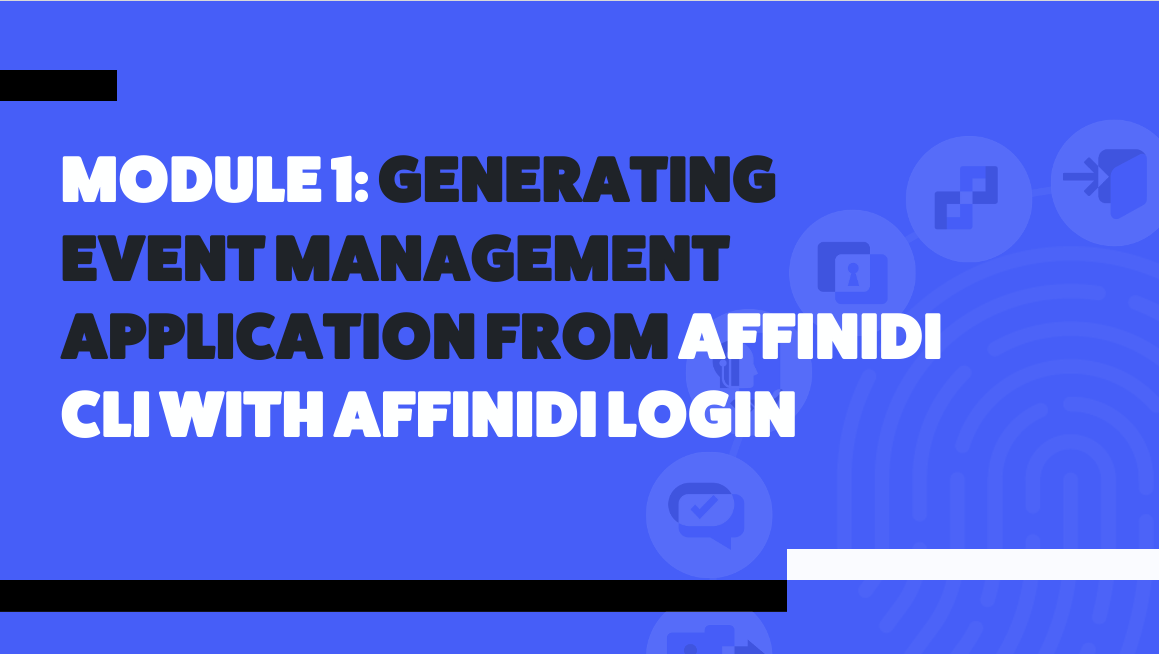 MODULE 1: GENERATING
EVENT MANAGEMENT
APPLICATION FROM AFFINIDI
CLI WITH AFFINIDI LOGIN